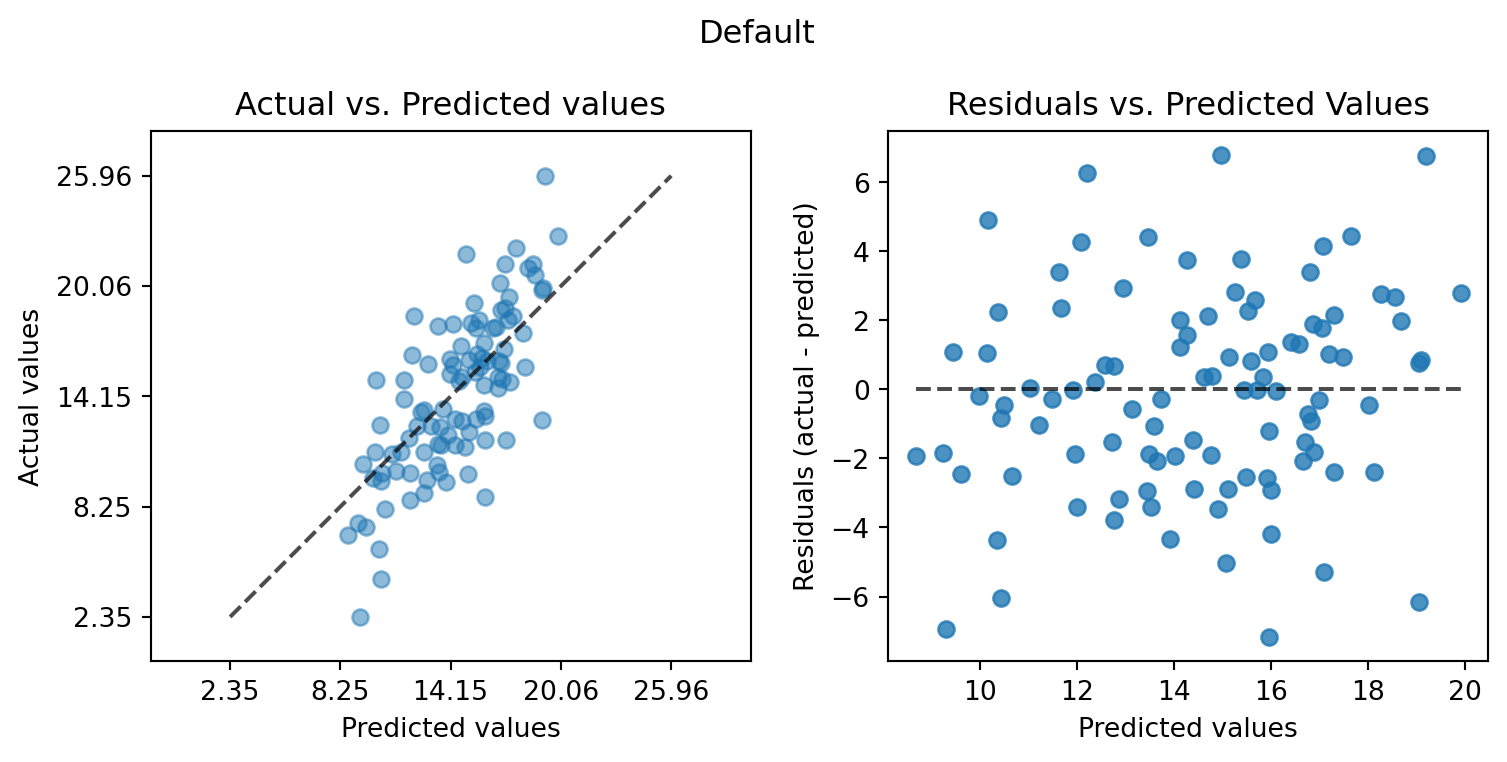 Default
Actual vs. Predicted values
Actual values
25.96
20.06
14.15
8.25
2.35
2.35 8.25 14.15 20.06 25.96
Predicted values
Residuals vs. Predicted Values
Residuals (actual - predicted)
6
4
2
0
−2
−4
−6
10 12 14 16 18 20
Predicted values